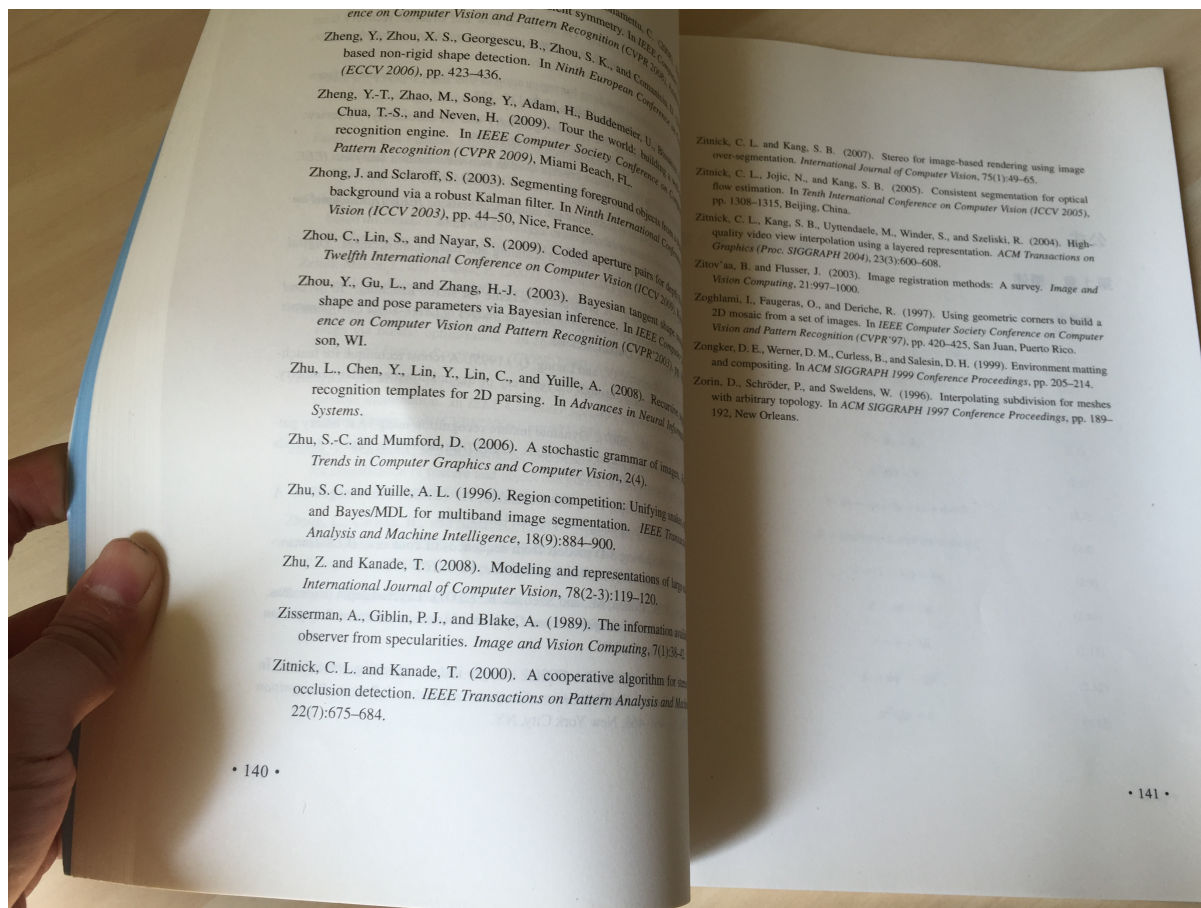 ent symmetry. In IEEE
ence on Computer Vision and Pattern Recognition (CVPR
Zheng, Y., Zhou, X. S., Georgescu, B., Zhou, S. K., and
based non-rigid shape detection. In Ninth European Conference
(ECCV 2006), pp. 423–436.
Zheng, Y.-T., Zhao, M., Song, Y., Adam, H., Buddemeier, U.,
Chua, T.-S., and Neven, H. (2009). Tour the world: building a
recognition engine. In IEEE Computer Society Conference on
Pattern Recognition (CVPR 2009), Miami Beach, FL.
Zhong, J. and Sclaroff, S. (2003). Segmenting foreground objects from
background via a robust Kalman filter. In Ninth International
Vision (ICCV 2003), pp. 44–50, Nice, France.
Zhou, C., Lin, S., and Nayar, S. (2009). Coded aperture pairs for
Twelfth International Conference on Computer Vision (ICCV 2009),
Zhou, Y., Gu, L., and Zhang, H.-J. (2003). Bayesian tangent shape
shape and pose parameters via Bayesian inference. In IEEE
ence on Computer Vision and Pattern Recognition (CVPR'2003),
son, WI.
Zhu, L., Chen, Y., Lin, Y., Lin, C., and Yuille, A. (2008).
recognition templates for 2D parsing. In Advances in Neural
Systems.
Zhu, S.-C. and Mumford, D. (2006). A stochastic grammar of images.
Trends in Computer Graphics and Computer Vision, 2(4).
Zhu, S. C. and Yuille, A. L. (1996). Region competition: Unifying
and Bayes/MDL for multiband image segmentation. IEEE
Analysis and Machine Intelligence, 18(9):884–900.
Zhu, Z. and Kanade, T. (2008). Modeling and representations of
International Journal of Computer Vision, 78(2-3):119–120.
Zisserman, A., Giblin, P. J., and Blake, A. (1989). The information
observer from specularities. Image and Vision Computing,
Zitnick, C. L. and Kanade, T. (2000). A cooperative algorithm for
occlusion detection. IEEE Transactions on Pattern Analysis and
22(7):675–684.
• 140 •
Zitnick, C. L. and Kang, S. B. (2007). Stereo for image-based rendering using image
over-segmentation. International Journal of Computer Vision, 75(1):49–65.
Zitnick, C. L., Jojic, N., and Kang, S. B. (2005). Consistent segmentation for optical
flow estimation. In Tenth International Conference on Computer Vision (ICCV 2005),
pp. 1308–1315, Beijing, China.
Zitnick, C. L., Kang, S. B., Uyttendaele, M., Winder, S., and Szeliski, R. (2004). High-
quality video view interpolation using a layered representation. ACM Transactions on
Graphics (Proc. SIGGRAPH 2004), 23(3):600–608.
Zitov'aa, B. and Flusser, J. (2003). Image registration methods: A survey. Image and
Vision Computing, 21:997–1000.
Zoghlami, I., Faugeras, O., and Deriche, R. (1997). Using geometric corners to build a
2D mosaic from a set of images. In IEEE Computer Society Conference on Computer
Vision and Pattern Recognition (CVPR'97), pp. 420–425, San Juan, Puerto Rico.
Zongker, D. E., Werner, D. M., Curless, B., and Salesin, D. H. (1999). Environment matting
and compositing. In ACM SIGGRAPH 1999 Conference Proceedings, pp. 205–214.
Zorin, D., Schröder, P., and Sweldens, W. (1996). Interpolating subdivision for meshes
with arbitrary topology. In ACM SIGGRAPH 1997 Conference Proceedings, pp. 189–
192, New Orleans.
• 141 •